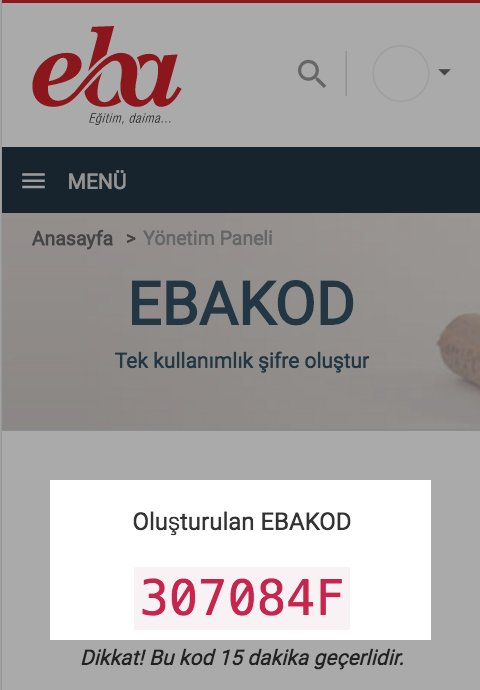 eba
Eğitim, daima...
MENÜ
Anasayfa > Yönetim Paneli
EBAKOD
Tek kullanımlık şifre oluştur
Oluşturulan EBAKOD
307084F
Dikkat! Bu kod 15 dakika geçerlidir.